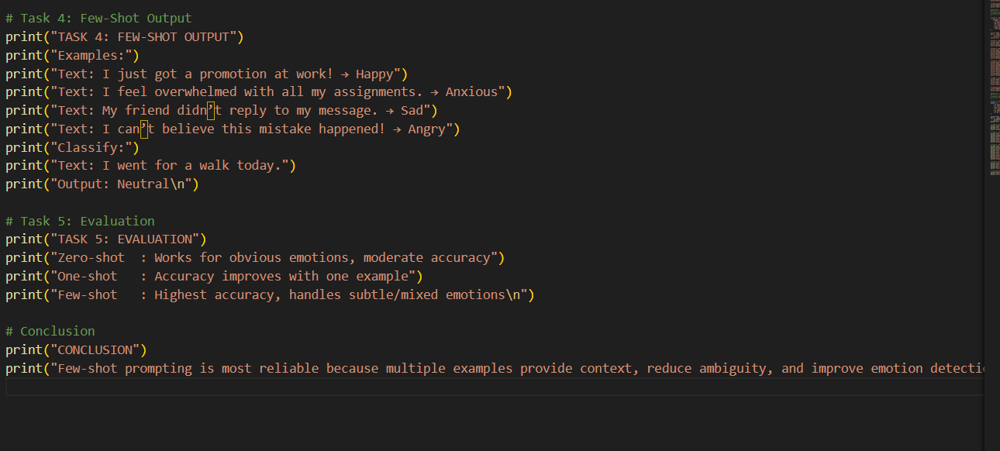 # Task 4: Few-Shot Output
print("TASK 4: FEW-SHOT OUTPUT")
print("Examples:")
print("Text: I just got a promotion at work! → Happy")
print("Text: I feel overwhelmed with all my assignments. → Anxious")
print("Text: My friend didn’t reply to my message. → Sad")
print("Text: I can’t believe this mistake happened! → Angry")
print("Classify:")
print("Text: I went for a walk today.")
print("Output: Neutral\n")
# Task 5: Evaluation
print("TASK 5: EVALUATION")
print("Zero-shot  : Works for obvious emotions, moderate accuracy")
print("One-shot   : Accuracy improves with one example")
print("Few-shot   : Highest accuracy, handles subtle/mixed emotions\n")
# Conclusion
print("CONCLUSION")
print("Few-shot prompting is most reliable because multiple examples provide context, reduce ambiguity, and improve emotion detecti